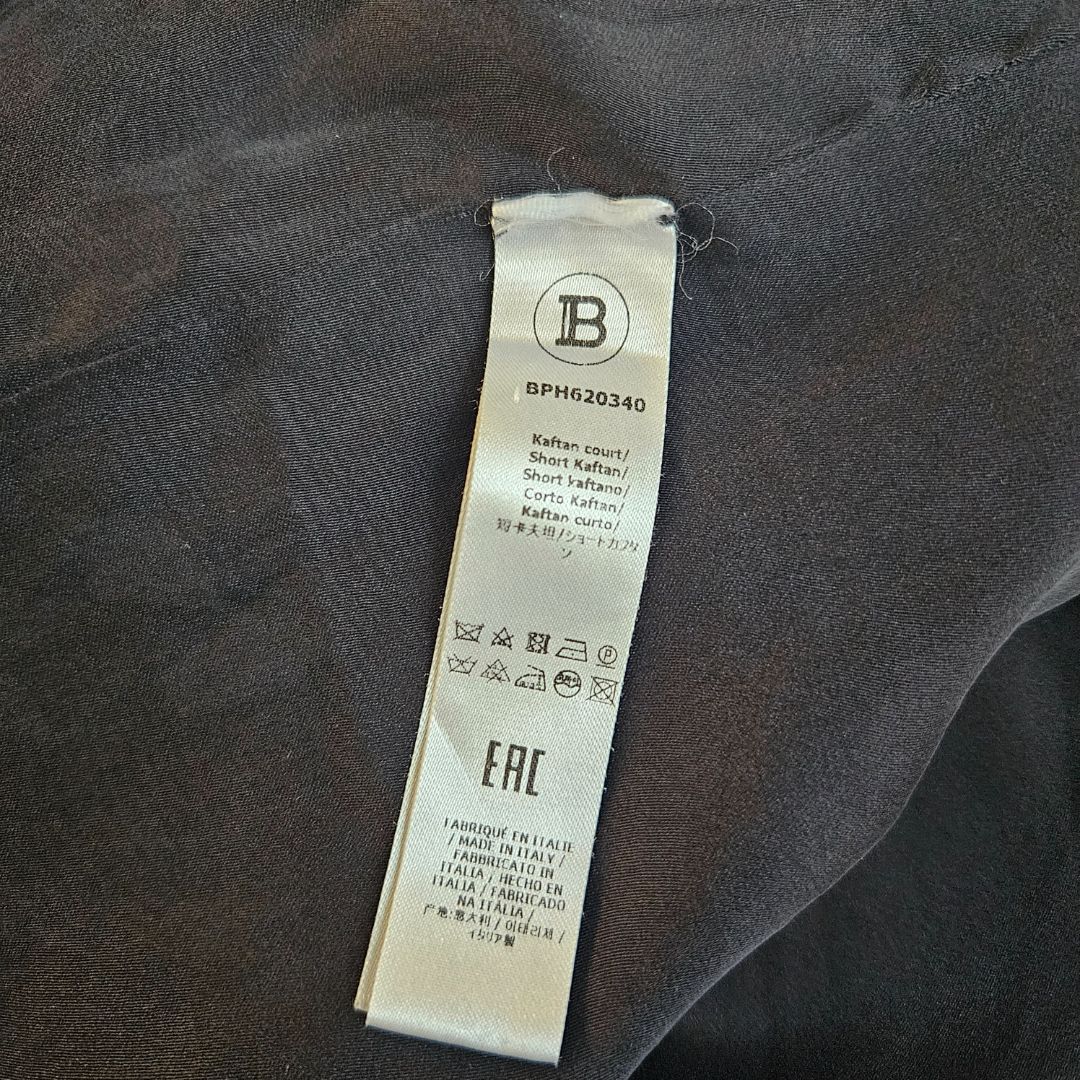 B
BPH620340
Kaftan court/
Short Kaftan/
Short kaftano/
Corto Kaftan/
Kaftan curto/
短卡夫坦/ショートカフタ
ン
P
EAC
FABRIQUÉ EN ITALIE
/ MADE IN ITALY /
FABBRICATO IN
ITALIA / HECHO EN
ITALIA / FABRICADO
NA ITÁLIA /
产地:意大利 / 이태리제 /
イタリア製